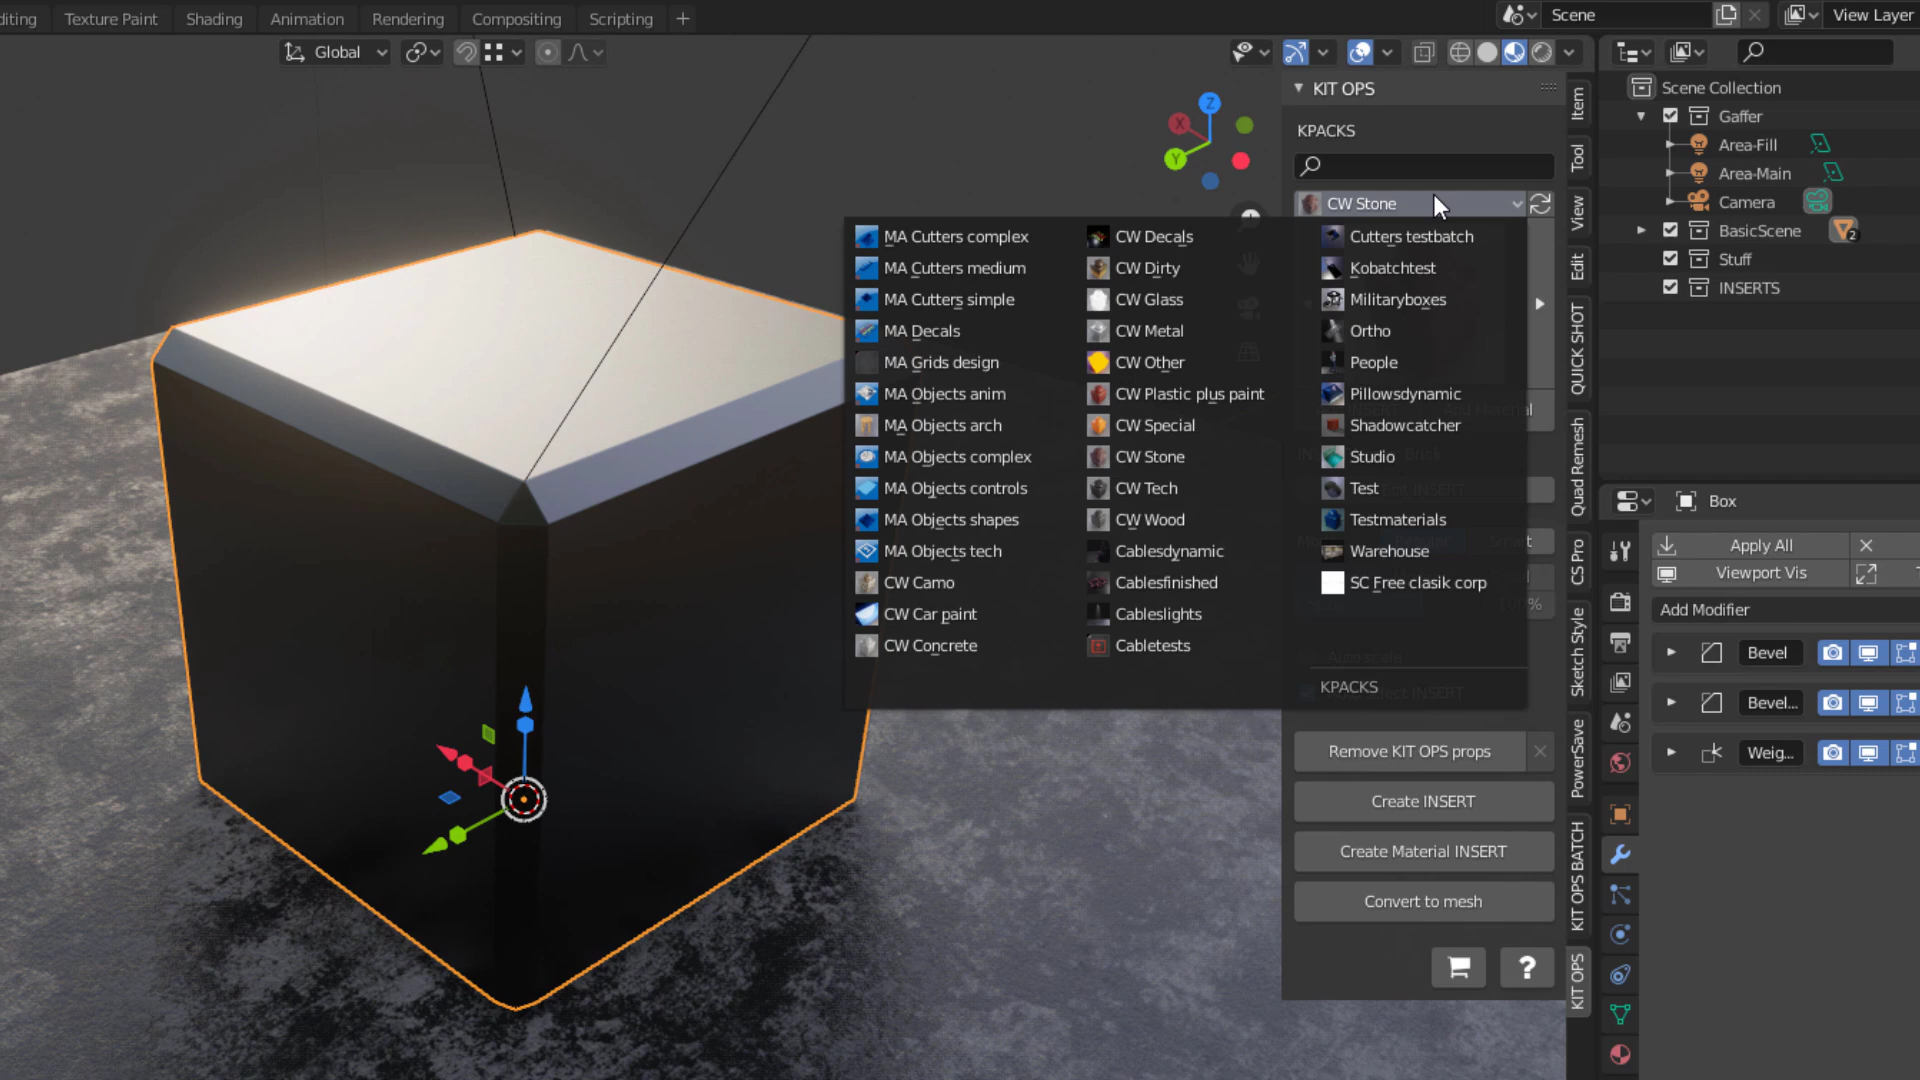 diting
Texture Paint
Shading
Animation
Rendering
Compositing
Scripting
+
Scene
View Layer
Global
Z
X
Y
KIT OPS
KPACKS
CW Stone
MA Cutters complex
MA Cutters medium
MA Cutters simple
MA Decals
MA Grids design
MA Objects anim
MA Objects arch
MA Objects complex
MA Objects controls
MA Objects shapes
MA Objects tech
CW Camo
CW Car paint
CW Concrete
CW Decals
CW Dirty
CW Glass
CW Metal
CW Other
CW Plastic plus paint
CW Special
CW Stone
CW Tech
CW Wood
Cablesdynamic
Cablesfinished
Cableslights
Cabletests
Cutters testbatch
Kobatchtest
Militaryboxes
Ortho
People
Pillowsdynamic
Shadowcatcher
Studio
Test
Testmaterials
Warehouse
SC Free clasik corp
KPACKS
Auto scale
Remove KIT OPS props
Create INSERT
Create Material INSERT
Convert to mesh
?
Item
Tool
View
Edit
QUICK SHOT
Quad Remesh
CS Pro
Sketch Style
PowerSave
KIT OPS BATCH
KIT OPS
Scene Collection
Gaffer
Area-Fill
Area-Main
Camera
BasicScene
2
Stuff
INSERTS
Box
Apply All
Viewport Vis
Add Modifier
Bevel
Bevel...
Weig...